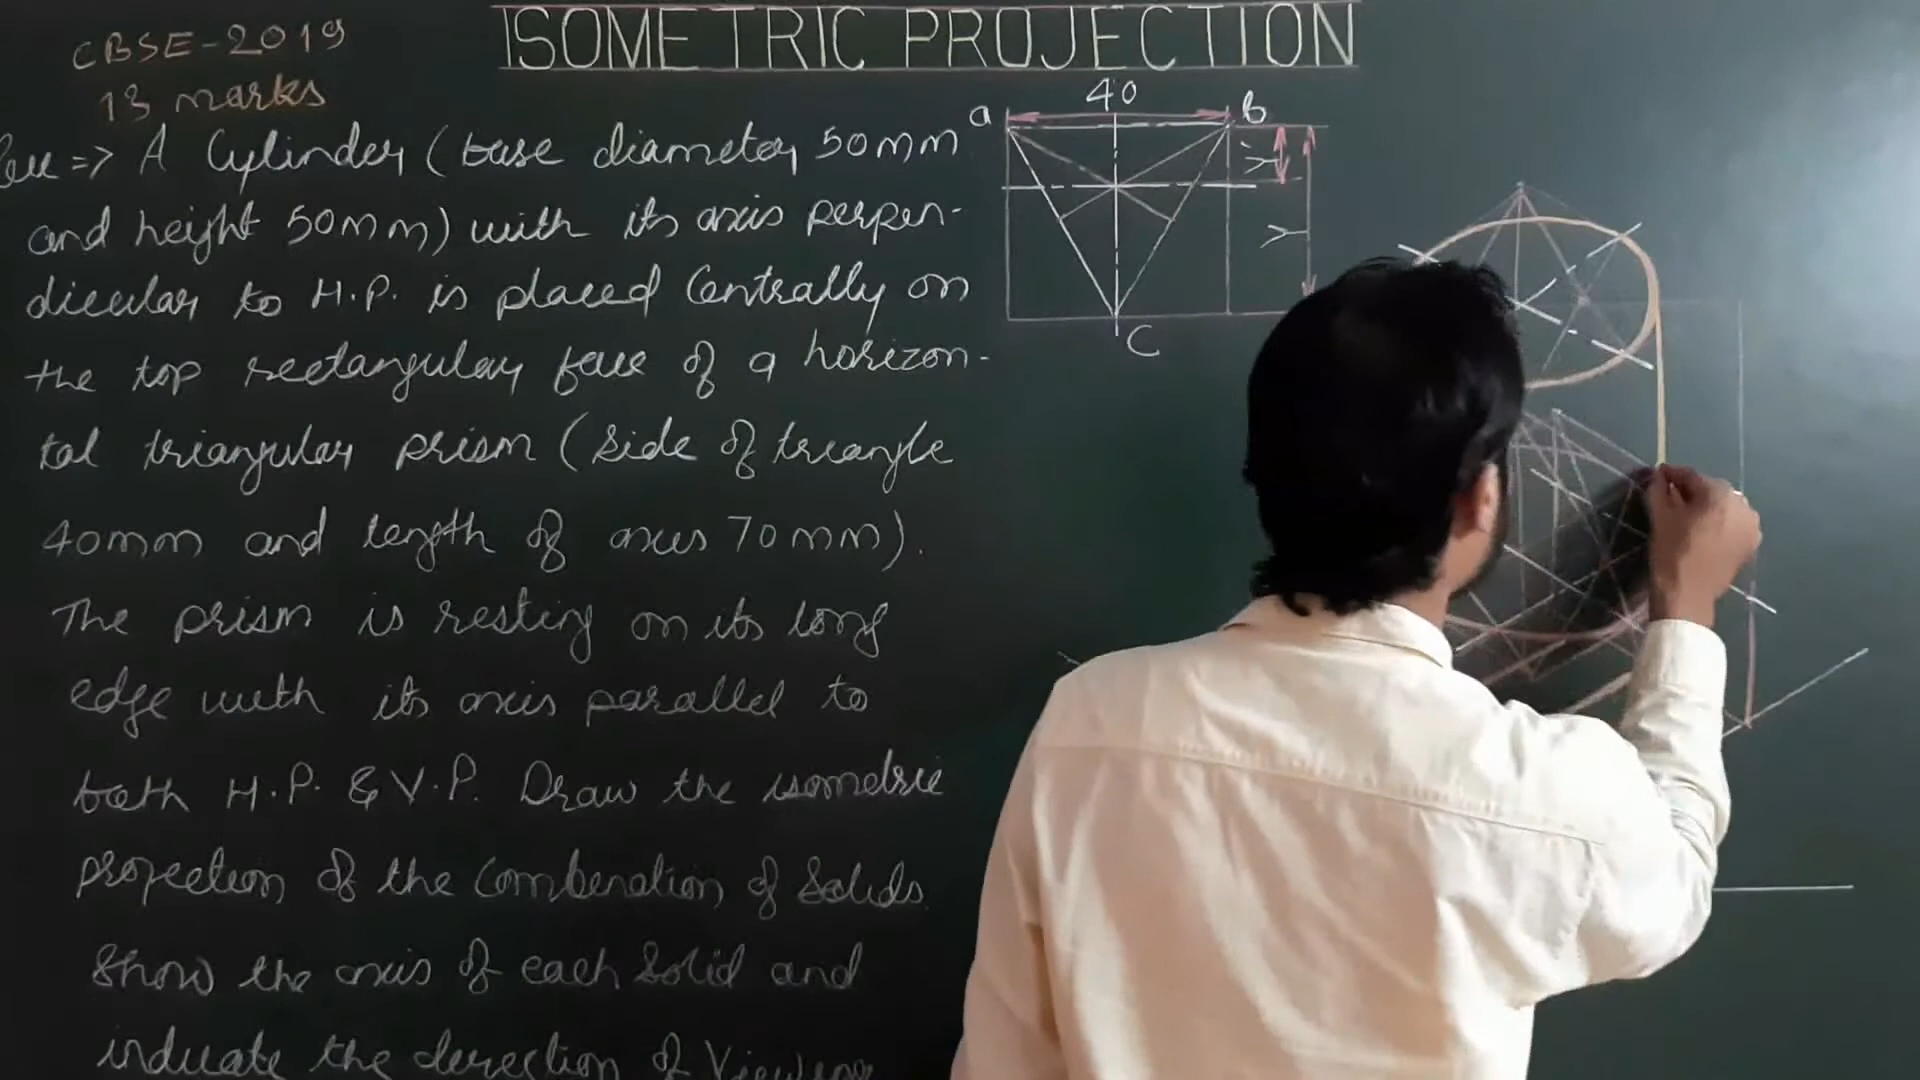 CBSE-2019
13 marks
ISOMETRIC PROJECTION
Que => A Cylinder (base diameter 50mm
and height 50mm) with its axis perpen-
dicular to H.P. is placed Centrally on
the top rectangular face of a horizon-
tal triangular prism (side of triangle
40mm and length of axis 70mm).
The prism is resting on its long
edge with its axis parallel to
both H.P. & V.P. Draw the isometric
projection of the combination of Solids.
Show the axis of each Solid and
indicate the direction of Viewing
40
a
b
y'
y
C